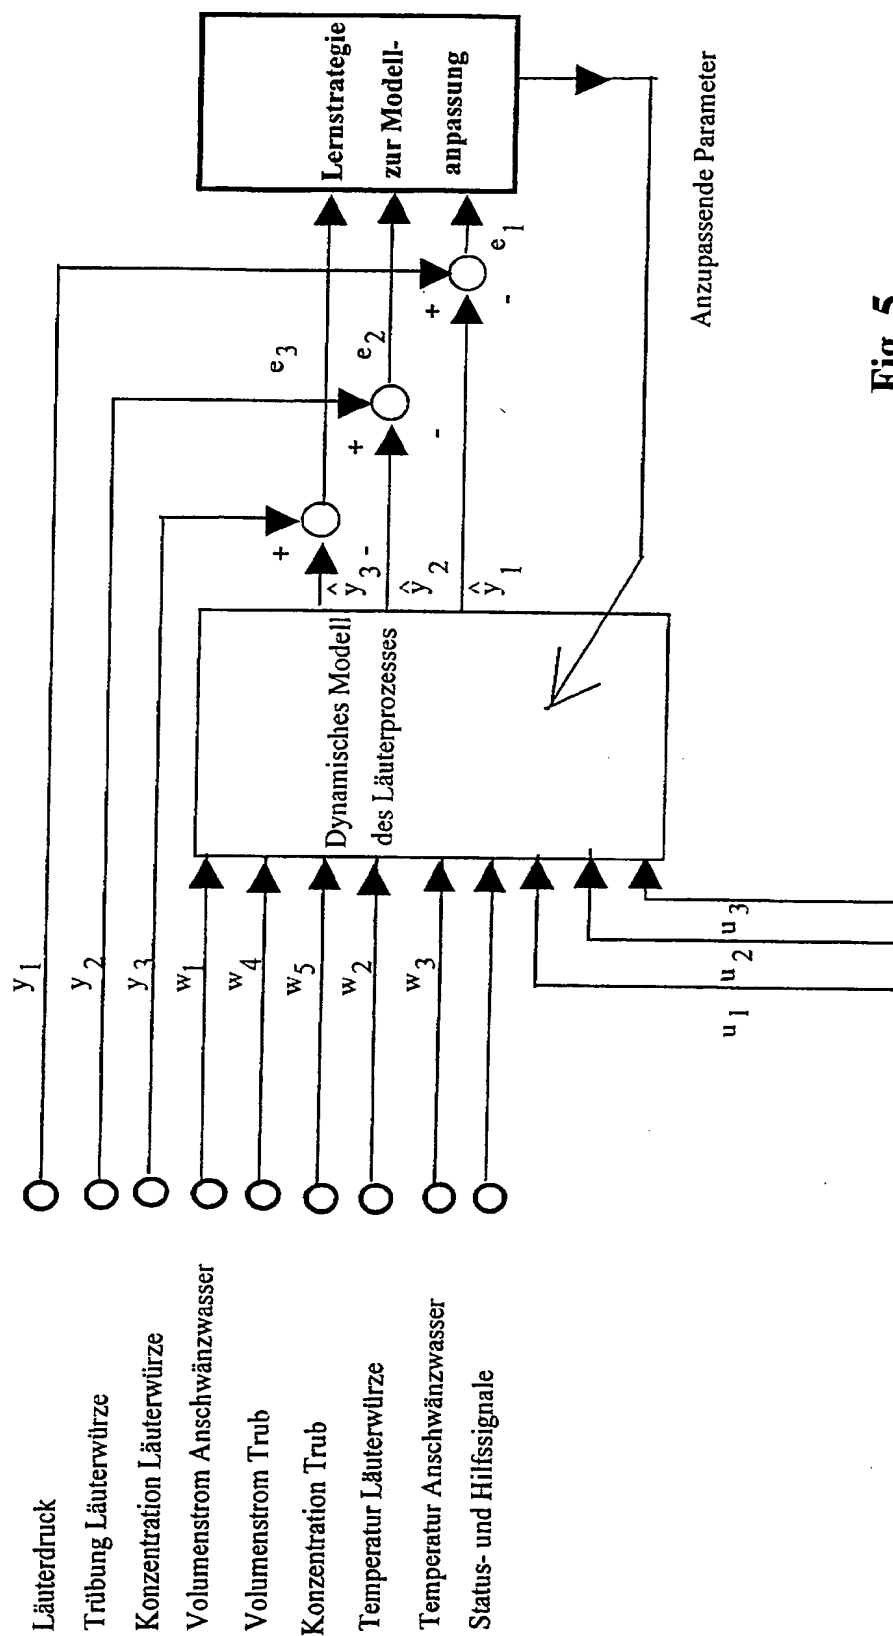 Läuterdruck
Trübung Läuterwürze
Konzentration Läuterwürze
Volumenstrom Anschwänzwasser
Volumenstrom Trub
Konzentration Trub
Temperatur Läuterwürze
Temperatur Anschwänzwasser
Status- und Hilfssignale
y1
y2
y3
w1
w4
w5
w2
w3
u1
u2
u3
Dynamisches Modell
des Läuterprozesses
ŷ3
ŷ2
ŷ1
+
-
+
-
+
-
e3
e2
e1
Lernstrategie
zur Modell-
anpassung
Anzupassende Parameter
Fig. 5